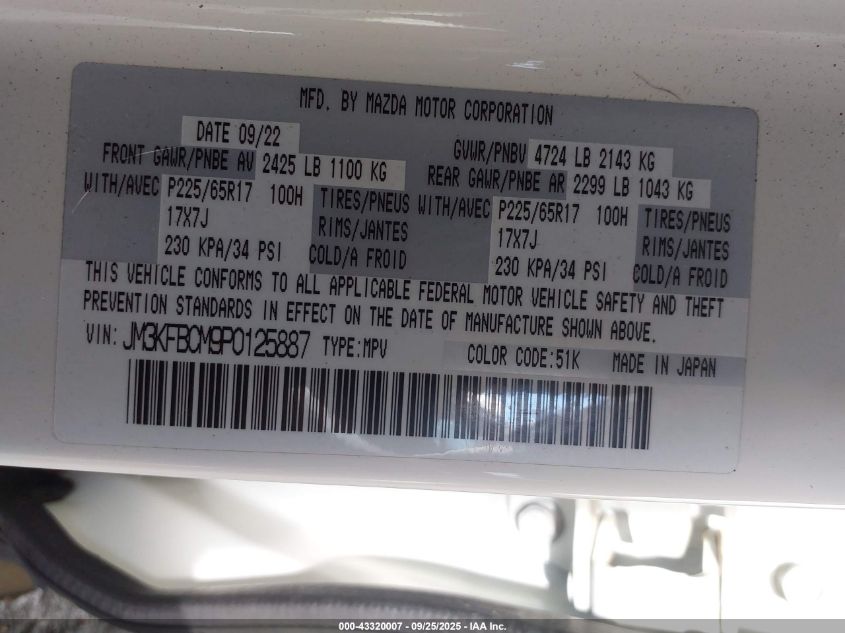 MFD. BY MAZDA MOTOR CORPORATION
DATE 09/22 GVWR/PNBV 4724 LB 2143 KG
FRONT GAWR/PNBE AV 2425 LB 1100 KG REAR GAWR/PNBE AR 2299 LB 1043 KG
WITH/AVEC P225/65R17 100H TIRES/PNEUS WITH/AVEC P225/65R17 100H TIRES/PNEUS
17X7J RIMS/JANTES 17X7J RIMS/JANTES
230 KPA/34 PSI COLD/A FROID 230 KPA/34 PSI COLD/A FROID
THIS VEHICLE CONFORMS TO ALL APPLICABLE FEDERAL MOTOR VEHICLE SAFETY AND THEFT
PREVENTION STANDARDS IN EFFECT ON THE DATE OF MANUFACTURE SHOWN ABOVE.
VIN: JM3KFBCM9P0125887 TYPE:MPV COLOR CODE:51K MADE IN JAPAN
000-43320007 - 09/25/2025 - IAA Inc.